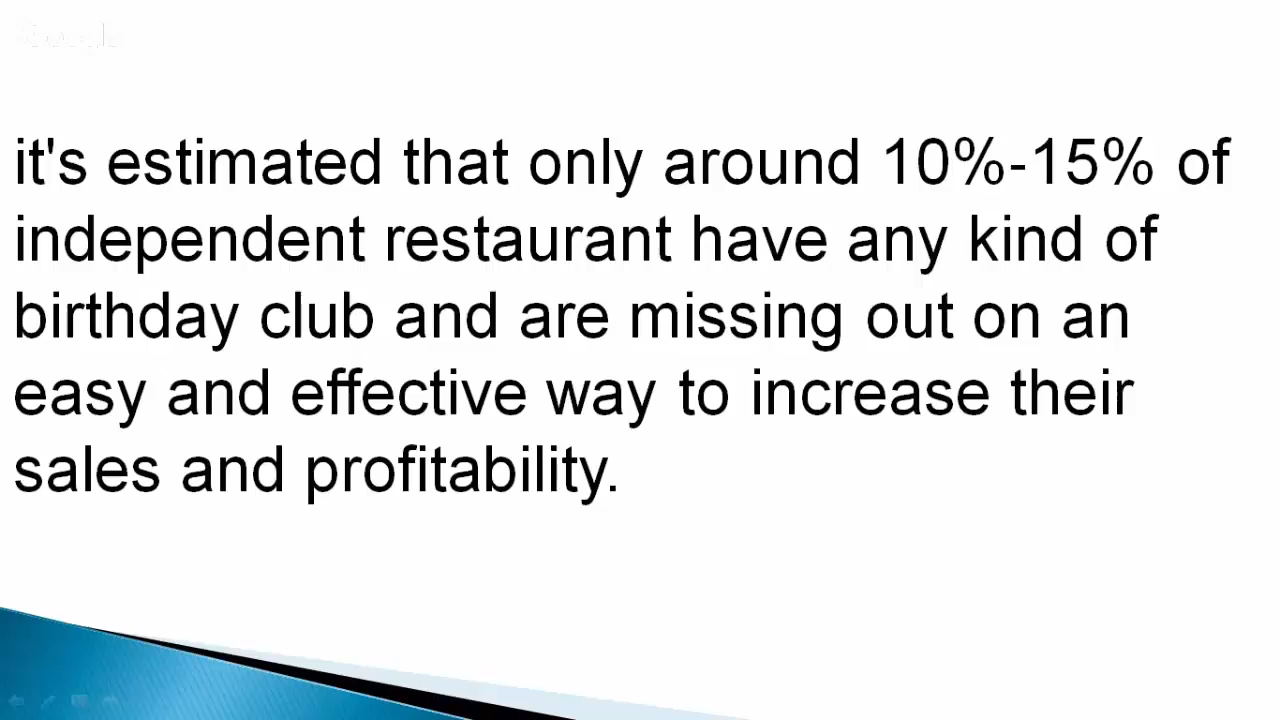 it's estimated that only around 10%-15% of
independent restaurant have any kind of
birthday club and are missing out on an
easy and effective way to increase their
sales and profitability.